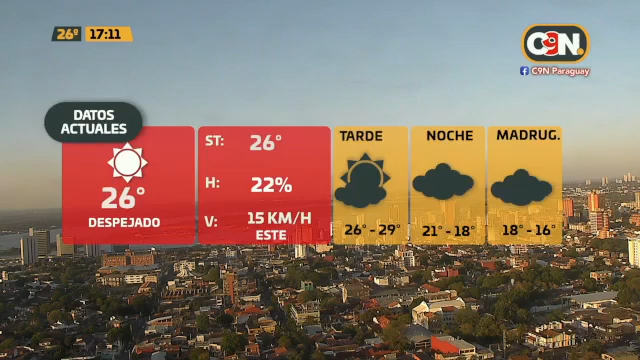 26º 17:11
C9N
C9N Paraguay
DATOS
ACTUALES
26°
DESPEJADO
ST: 26°
H: 22%
V: 15 KM/H
ESTE
TARDE
26° - 29°
NOCHE
21° - 18°
MADRUG.
18° - 16°